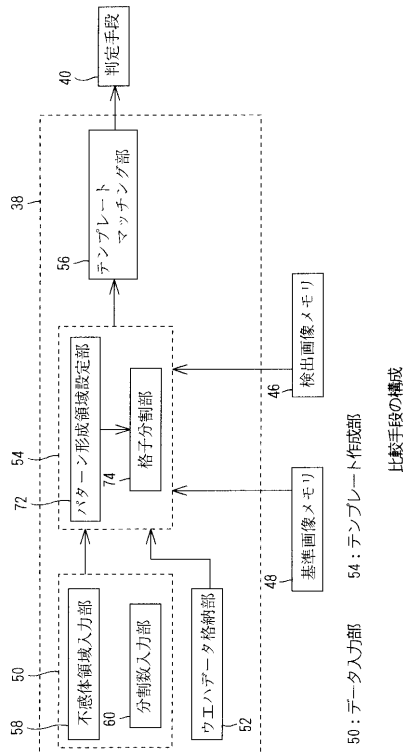 38
40
判定手段
56
テンプレート
マッチング部
54
72
パターン形成領域設定部
74
格子分割部
50
58
不感体領域入力部
60
分割数入力部
ウエハデータ格納部
52
48
基準画像メモリ
46
検出画像メモリ
50：データ入力部
54：テンプレート作成部
比較手段の構成